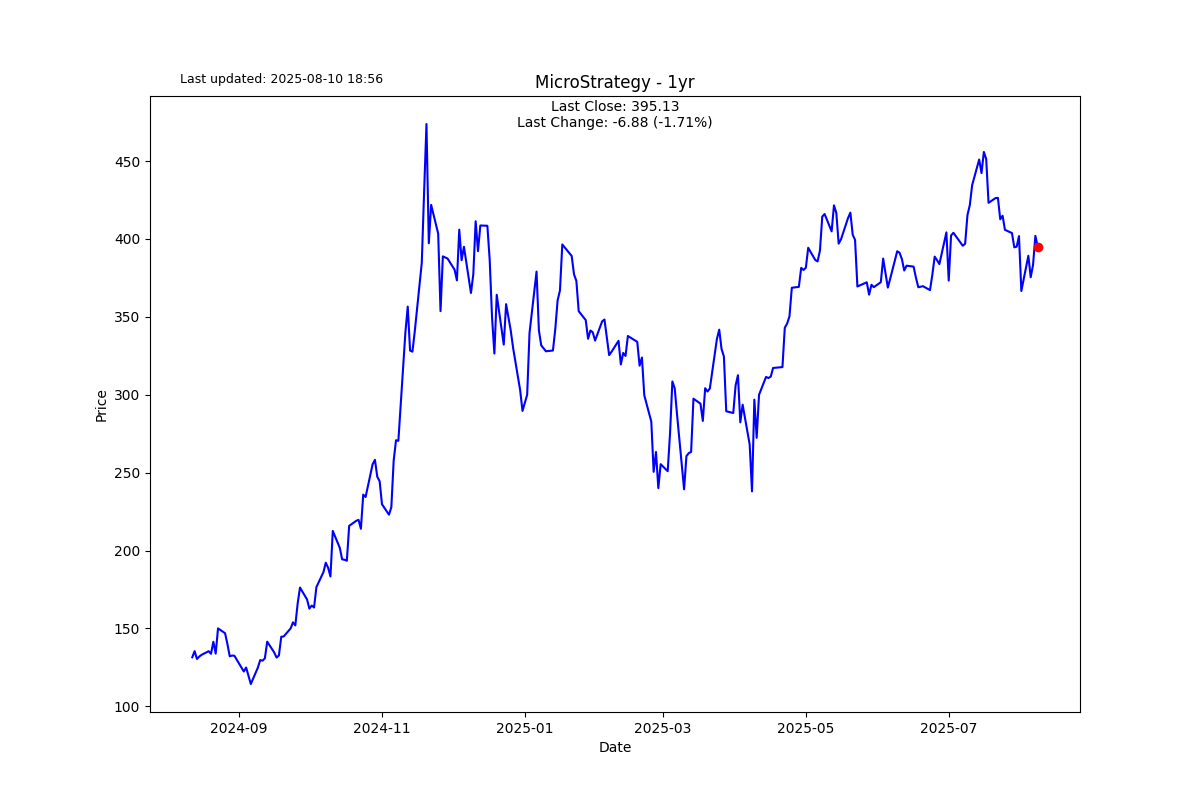 Last updated: 2025-08-10 18:56
MicroStrategy - 1yr
Last Close: 395.13
Last Change: -6.88 (-1.71%)
450
400
350
300
250
200
150
100
Price
2024-09
2024-11
2025-01
2025-03
2025-05
2025-07
Date